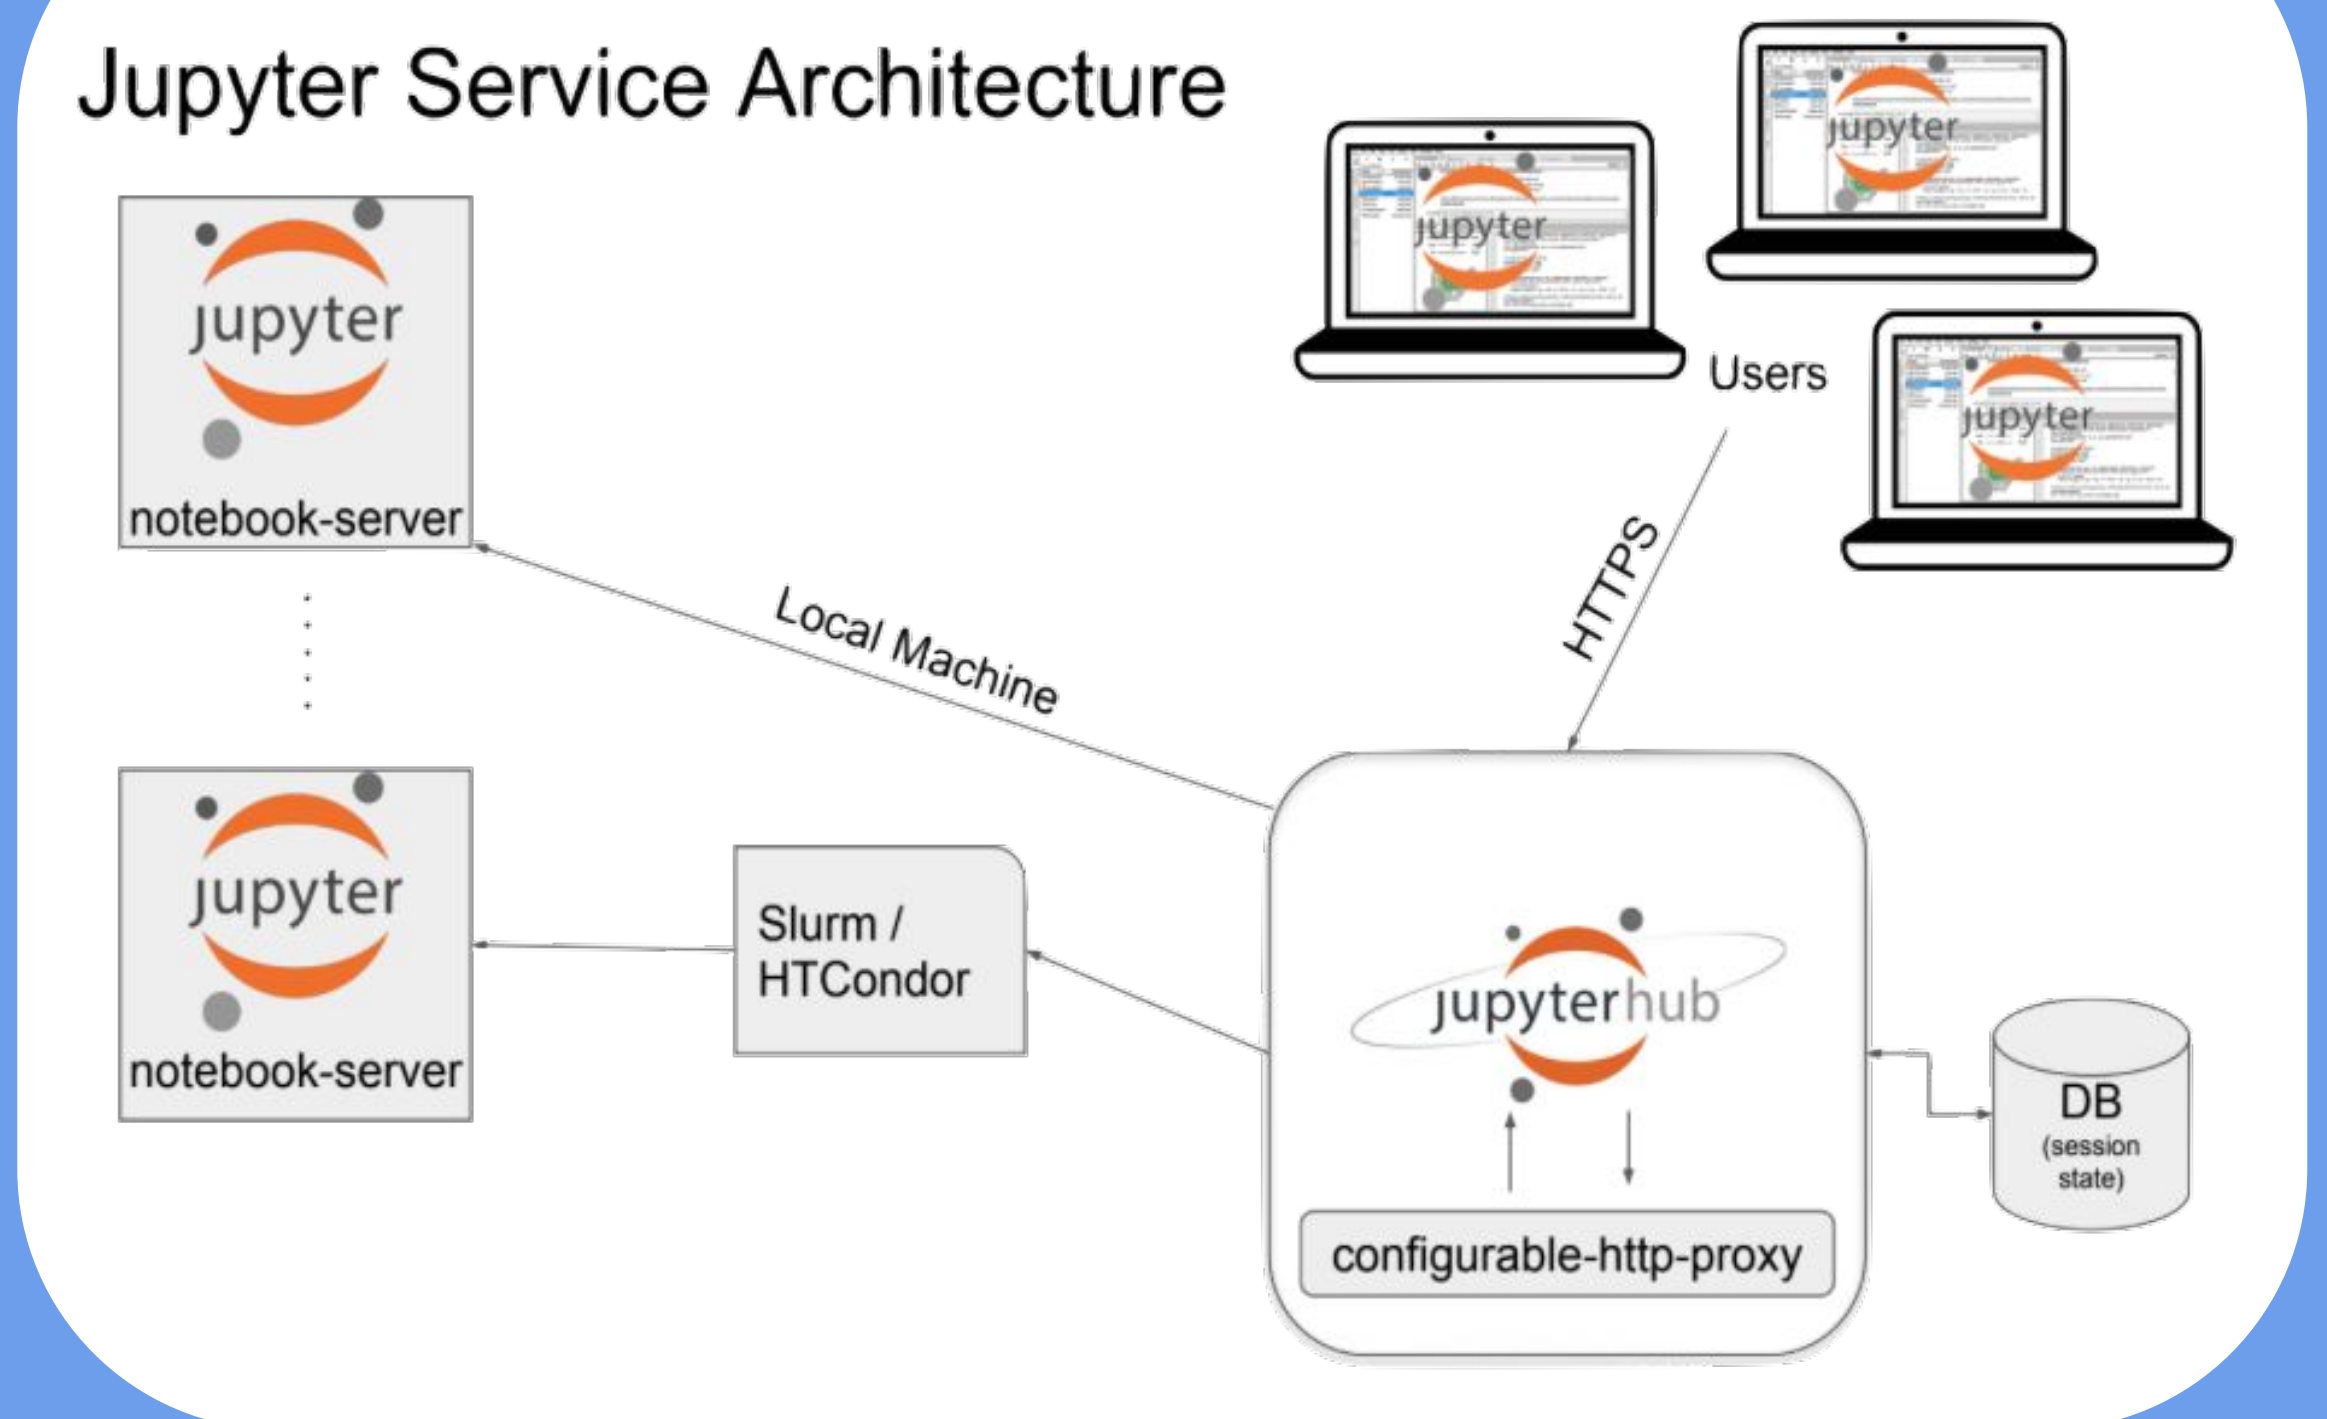 Jupyter Service Architecture
jupyter
jupyter
jupyter
Users
jupyter
notebook-server
HTTPS
Local Machine
jupyter
notebook-server
Slurm /
HTCondor
jupyterhub
configurable-http-proxy
DB
(session
state)